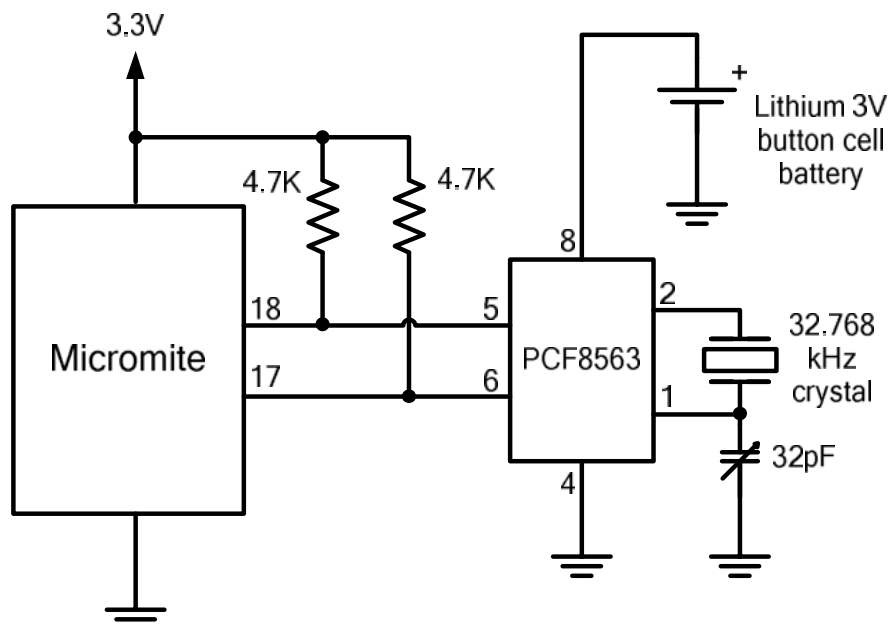 3.3V
4.7K
4.7K
+
Lithium 3V
button cell
battery
8
18
5
2
Micromite
PCF8563
32.768
kHz
crystal
17
6
1
32pF
4